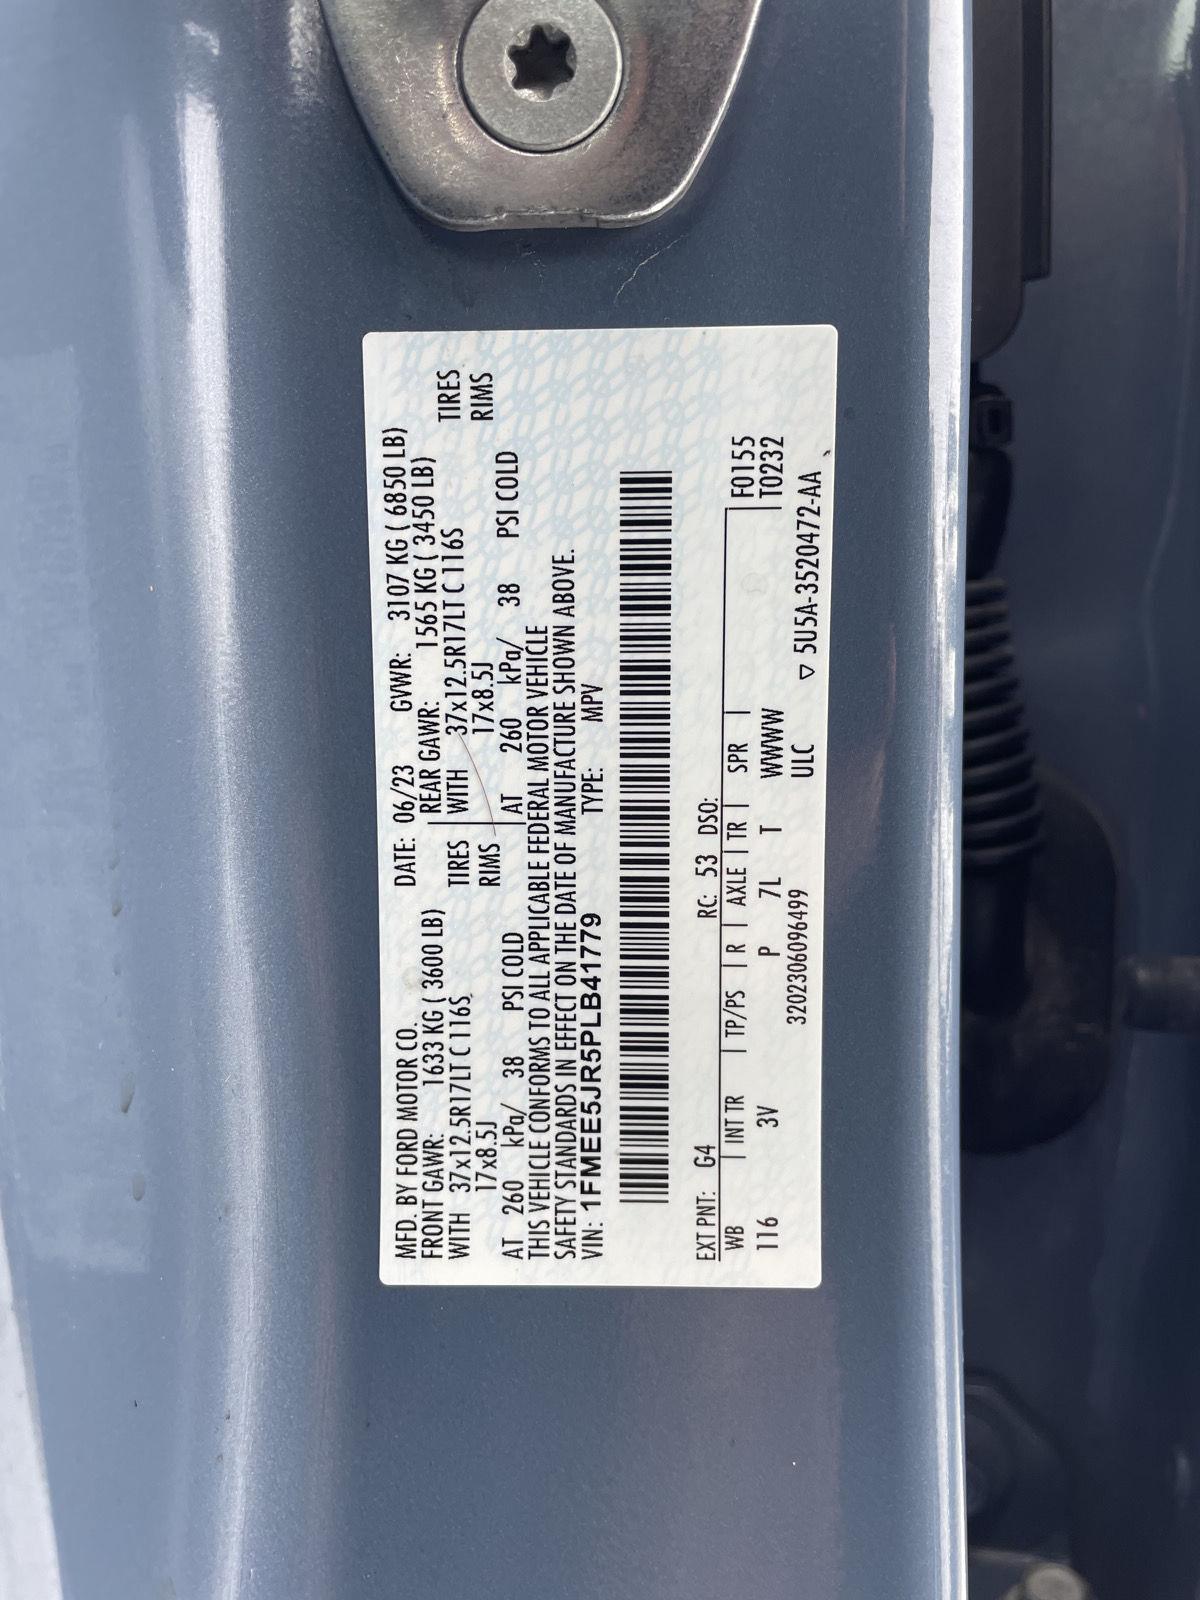 MFD. BY FORD MOTOR CO. DATE: 06/23 GVWR: 3107 KG ( 6850 LB)
FRONT GAWR: 1633 KG ( 3600 LB) REAR GAWR: 1565 KG ( 3450 LB)
WITH 37x12.5R17LT C 116S TIRES WITH 37x12.5R17LT C 116S TIRES
17x8.5J RIMS 17x8.5J RIMS
AT 260 kPa/ 38 PSI COLD AT 260 kPa/ 38 PSI COLD
THIS VEHICLE CONFORMS TO ALL APPLICABLE FEDERAL MOTOR VEHICLE
SAFETY STANDARDS IN EFFECT ON THE DATE OF MANUFACTURE SHOWN ABOVE.
VIN: 1FMEE5JR5PLB41779 TYPE: MPV
EXT PNT: G4 RC: 53 DSO:
WB INT TR TP/PS R AXLE TR SPR F0155
116 3V P 7L T WWWW T0232
3202306096499 ULC ▽ 5U5A-3520472-AA